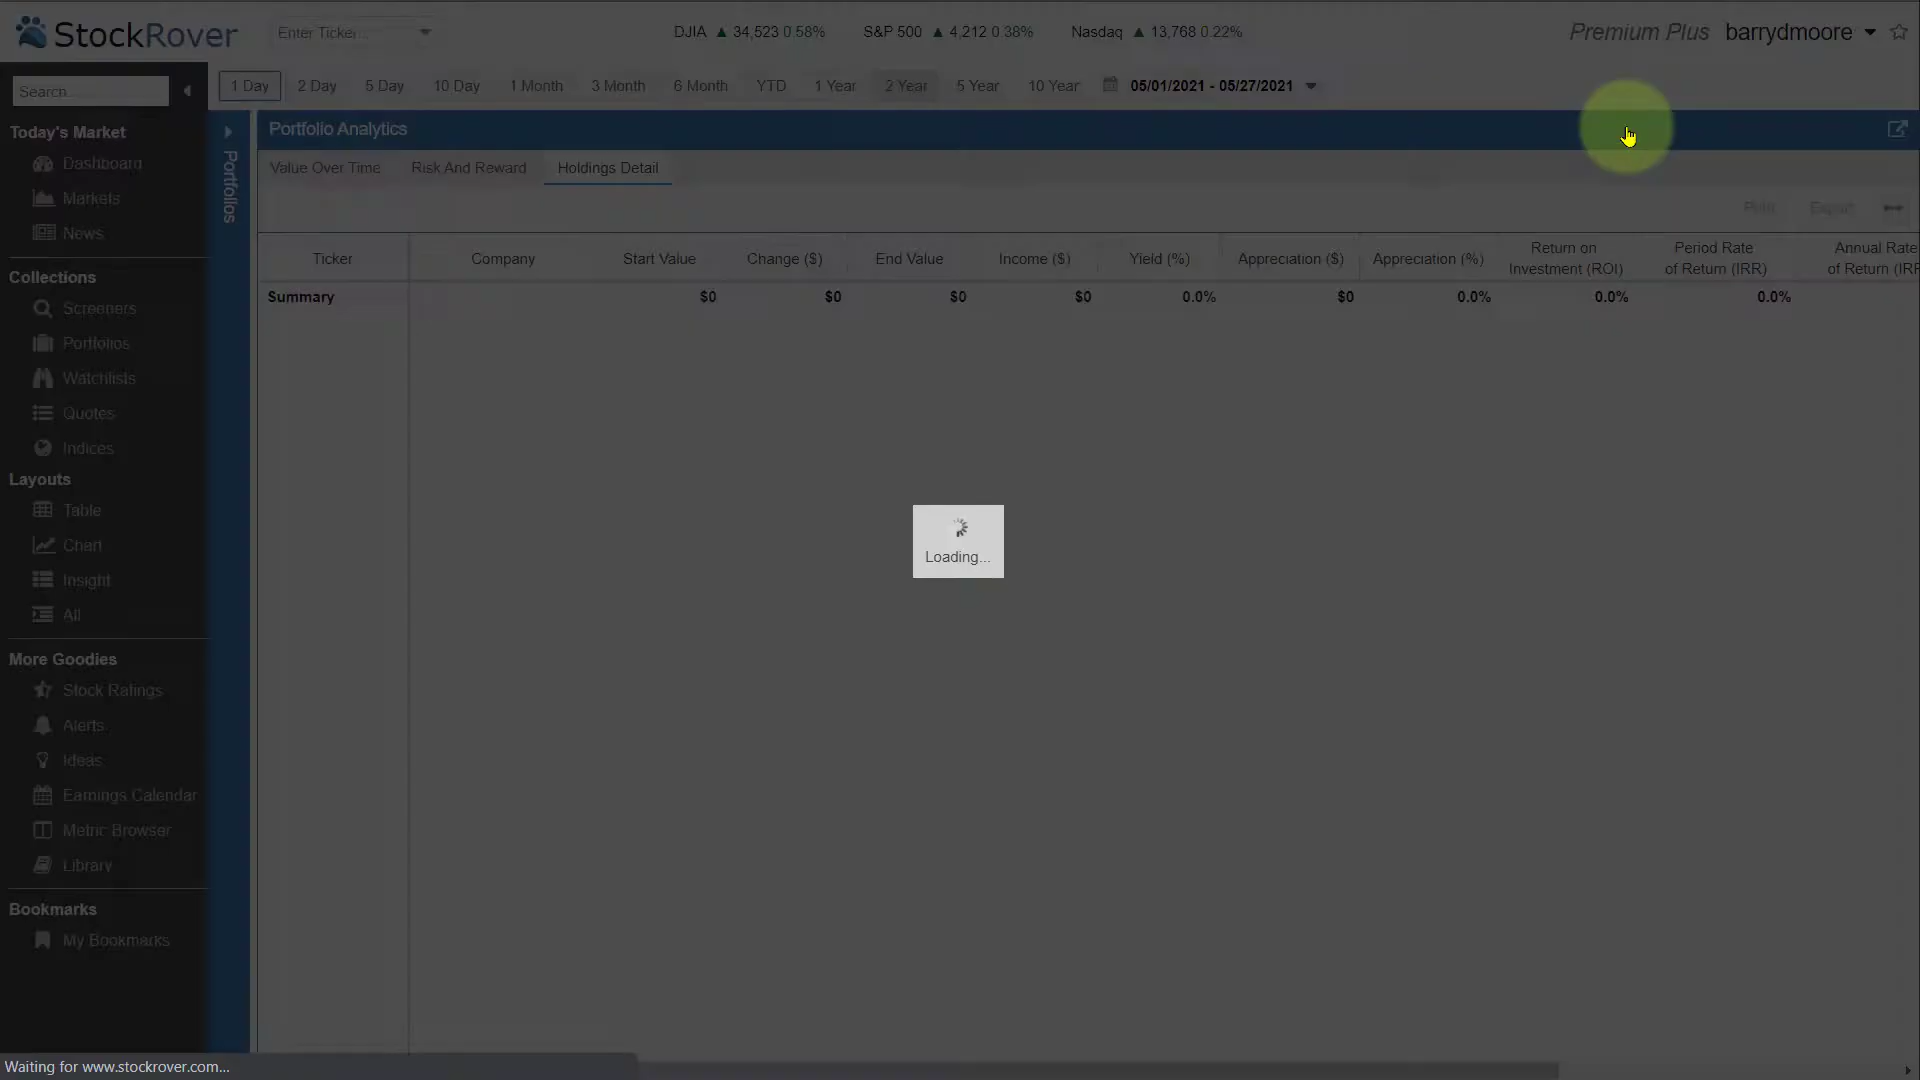 StockRover
Enter Ticker...
DJIA ▲ 34,523 0.58% S&P 500 ▲ 4,212 0.38% Nasdaq ▲ 13,768 0.22%
Premium Plus barrydmoore
Search...
1 Day 2 Day 5 Day 10 Day 1 Month 3 Month 6 Month YTD 1 Year 2 Year 5 Year 10 Year 05/01/2021 - 05/27/2021
Today's Market
Dashboard
Markets
News
Collections
Screeners
Portfolios
Watchlists
Quotes
Indices
Layouts
Table
Chart
Insight
All
More Goodies
Stock Ratings
Alerts
Ideas
Earnings Calendar
Metric Browser
Library
Bookmarks
My Bookmarks
Portfolios
Portfolio Analytics
Value Over Time Risk And Reward Holdings Detail
Print Export
Ticker Company Start Value Change ($) End Value Income ($) Yield (%) Appreciation ($) Appreciation (%) Return on Investment (ROI) Period Rate of Return (IRR) Annual Rate of Return (IRR
Summary $0 $0 $0 $0 0.0% $0 0.0% 0.0% 0.0%
Loading...
Waiting for www.stockrover.com...